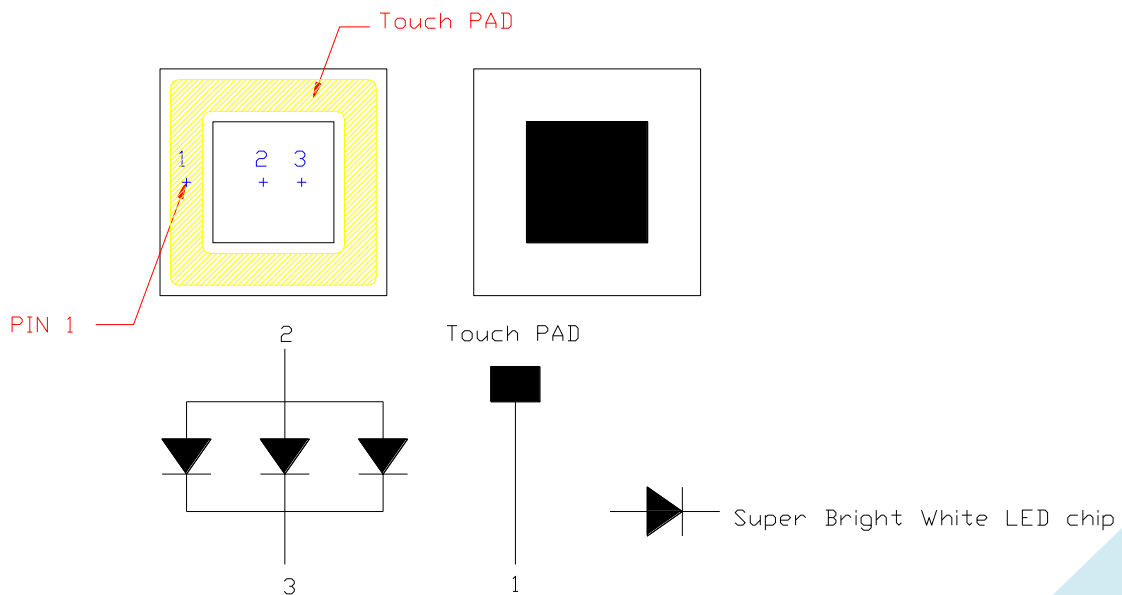 Touch PAD
1 2 3
PIN 1
2
Touch PAD
Super Bright White LED chip
3
1